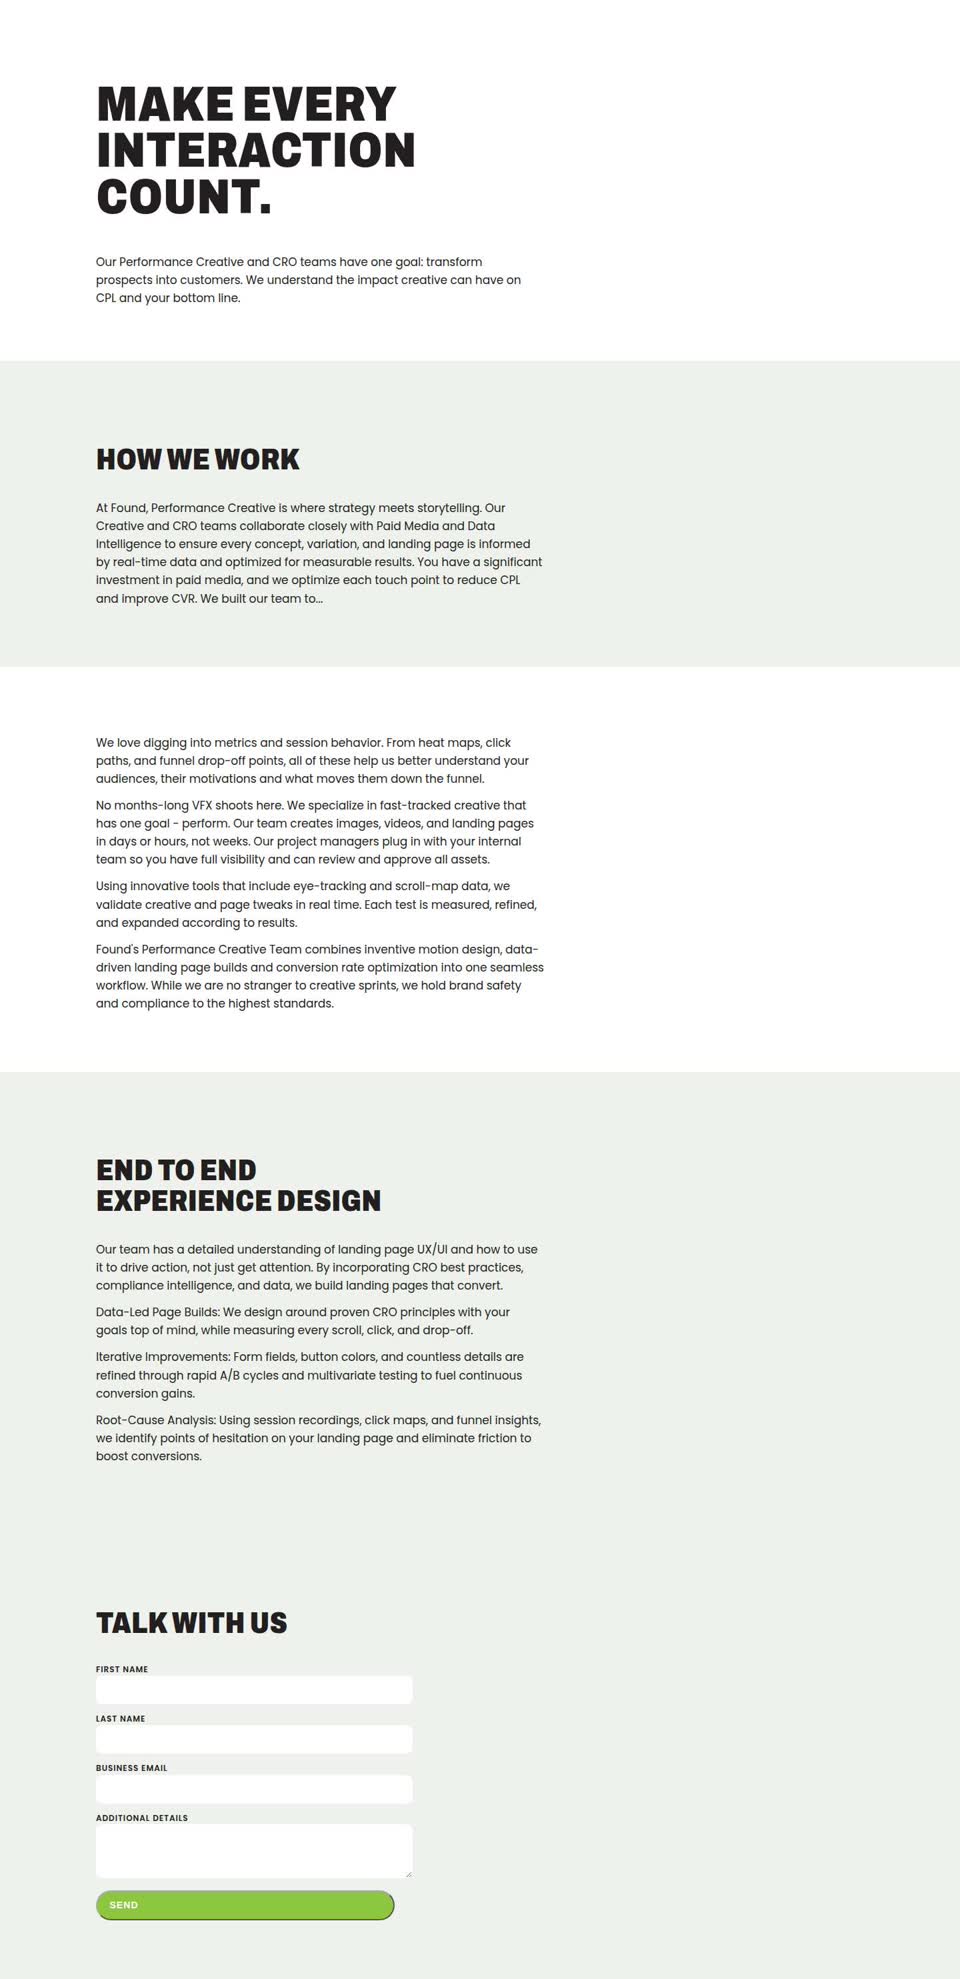 MAKE EVERY
INTERACTION
COUNT.
Our Performance Creative and CRO teams have one goal: transform
prospects into customers. We understand the impact creative can have on
CPL and your bottom line.
HOW WE WORK
At Found, Performance Creative is where strategy meets storytelling. Our
Creative and CRO teams collaborate closely with Paid Media and Data
Intelligence to ensure every concept, variation, and landing page is informed
by real-time data and optimized for measurable results. You have a significant
investment in paid media, and we optimize each touch point to reduce CPL
and improve CVR. We built our team to...
We love digging into metrics and session behavior. From heat maps, click
paths, and funnel drop-off points, all of these help us better understand your
audiences, their motivations and what moves them down the funnel.
No months-long VFX shoots here. We specialize in fast-tracked creative that
has one goal - perform. Our team creates images, videos, and landing pages
in days or hours, not weeks. Our project managers plug in with your internal
team so you have full visibility and can review and approve all assets.
Using innovative tools that include eye-tracking and scroll-map data, we
validate creative and page tweaks in real time. Each test is measured, refined,
and expanded according to results.
Found's Performance Creative Team combines inventive motion design, data-
driven landing page builds and conversion rate optimization into one seamless
workflow. While we are no stranger to creative sprints, we hold brand safety
and compliance to the highest standards.
END TO END
EXPERIENCE DESIGN
Our team has a detailed understanding of landing page UX/UI and how to use
it to drive action, not just get attention. By incorporating CRO best practices,
compliance intelligence, and data, we build landing pages that convert.
Data-Led Page Builds: We design around proven CRO principles with your
goals top of mind, while measuring every scroll, click, and drop-off.
Iterative Improvements: Form fields, button colors, and countless details are
refined through rapid A/B cycles and multivariate testing to fuel continuous
conversion gains.
Root-Cause Analysis: Using session recordings, click maps, and funnel insights,
we identify points of hesitation on your landing page and eliminate friction to
boost conversions.
TALK WITH US
FIRST NAME
LAST NAME
BUSINESS EMAIL
ADDITIONAL DETAILS
SEND